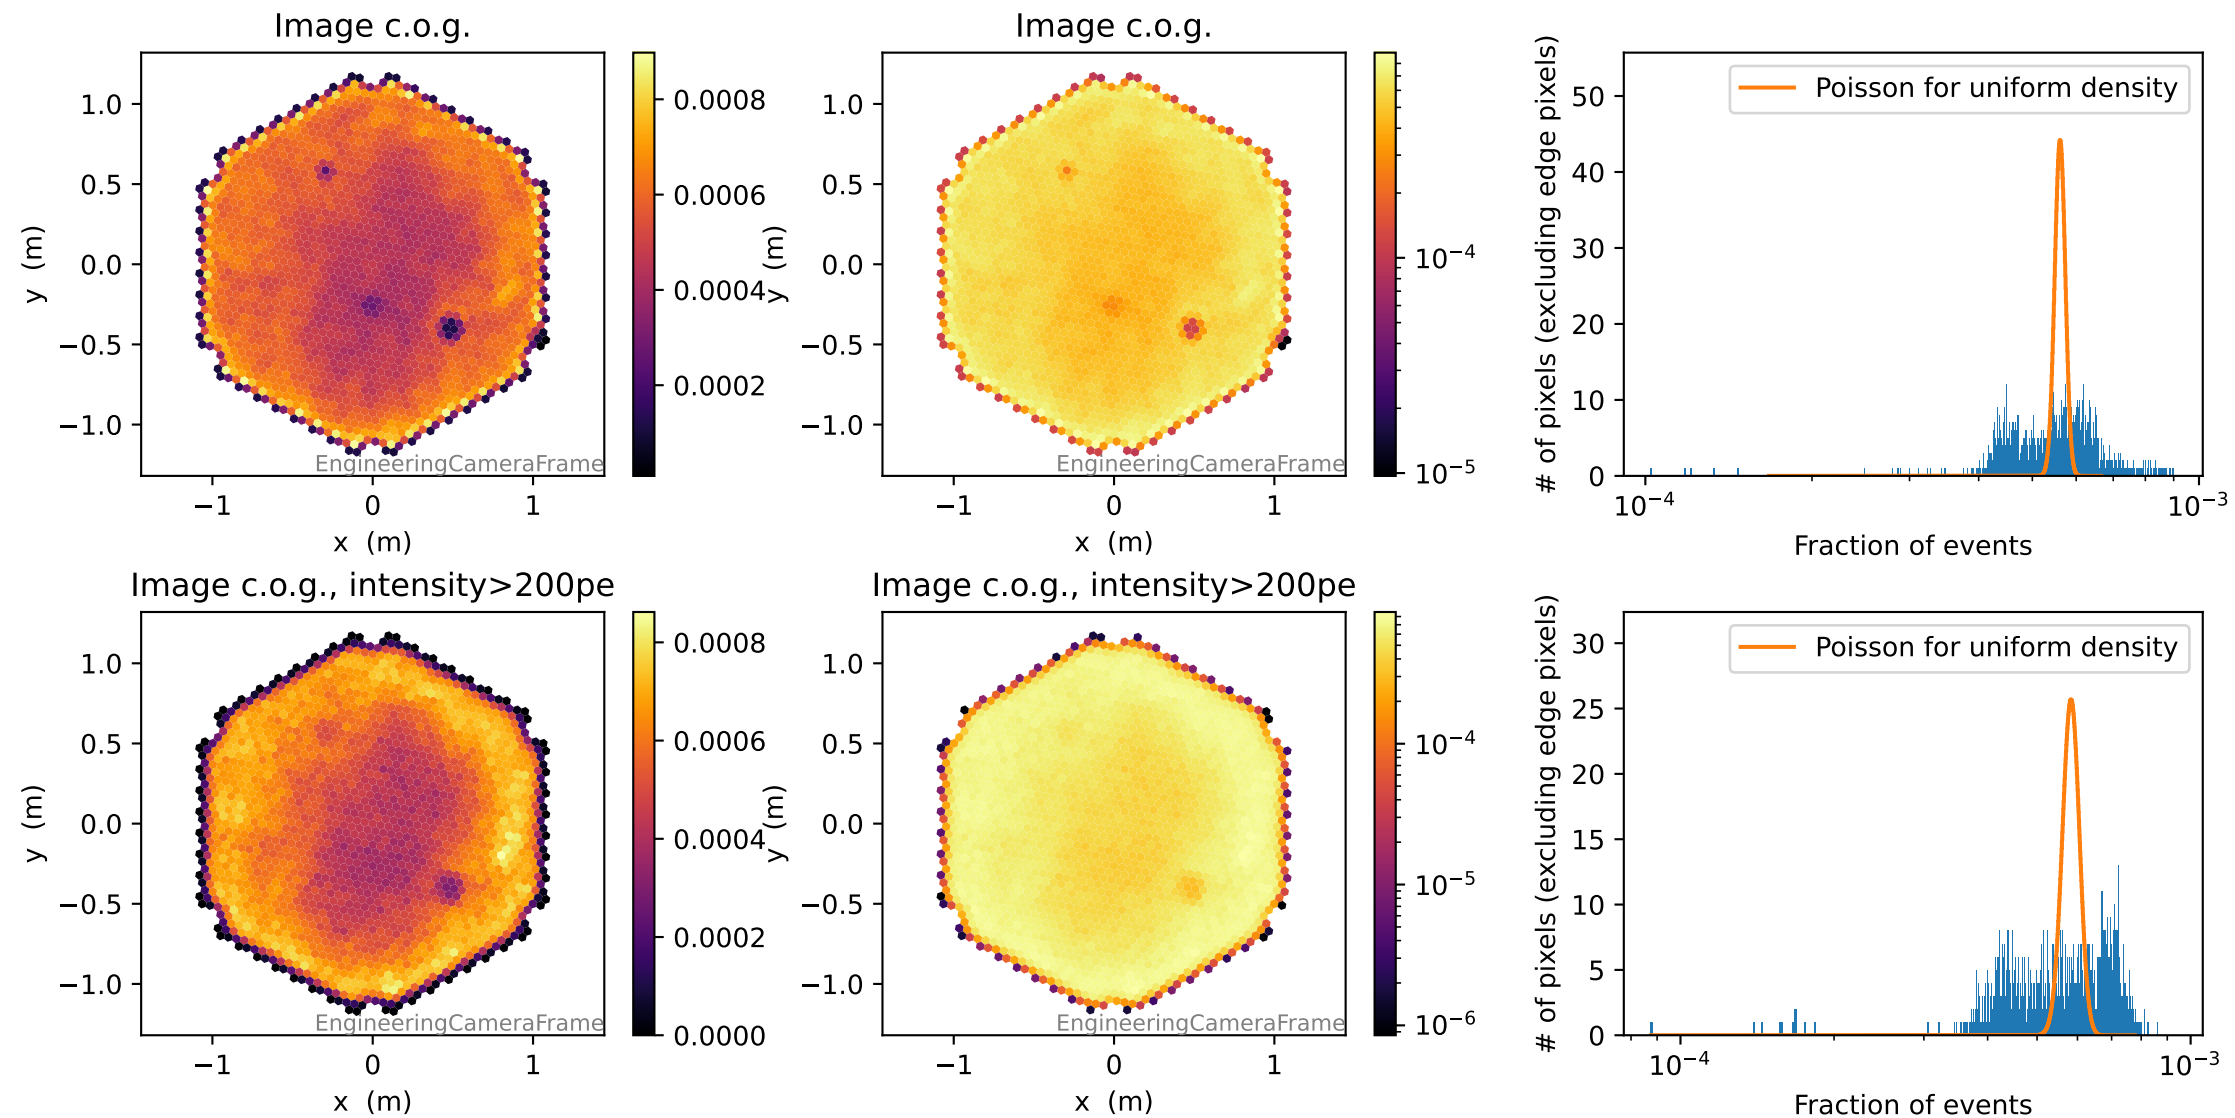 Image c.o.g.
1.0
0.5
0.0
−0.5
−1.0
y (m)
−1
0
1
x (m)
EngineeringCameraFrame
0.0008
0.0006
0.0004
0.0002
Image c.o.g.
1.0
0.5
0.0
−0.5
−1.0
y (m)
−1
0
1
x (m)
EngineeringCameraFrame
10⁻⁴
10⁻⁵
# of pixels (excluding edge pixels)
50
40
30
20
10
0
Poisson for uniform density
10⁻⁴
10⁻³
Fraction of events
Image c.o.g., intensity>200pe
1.0
0.5
0.0
−0.5
−1.0
y (m)
−1
0
1
x (m)
EngineeringCameraFrame
0.0008
0.0006
0.0004
0.0002
0.0000
Image c.o.g., intensity>200pe
1.0
0.5
0.0
−0.5
−1.0
y (m)
−1
0
1
x (m)
EngineeringCameraFrame
10⁻⁴
10⁻⁵
10⁻⁶
# of pixels (excluding edge pixels)
30
25
20
15
10
5
0
Poisson for uniform density
10⁻⁴
10⁻³
Fraction of events